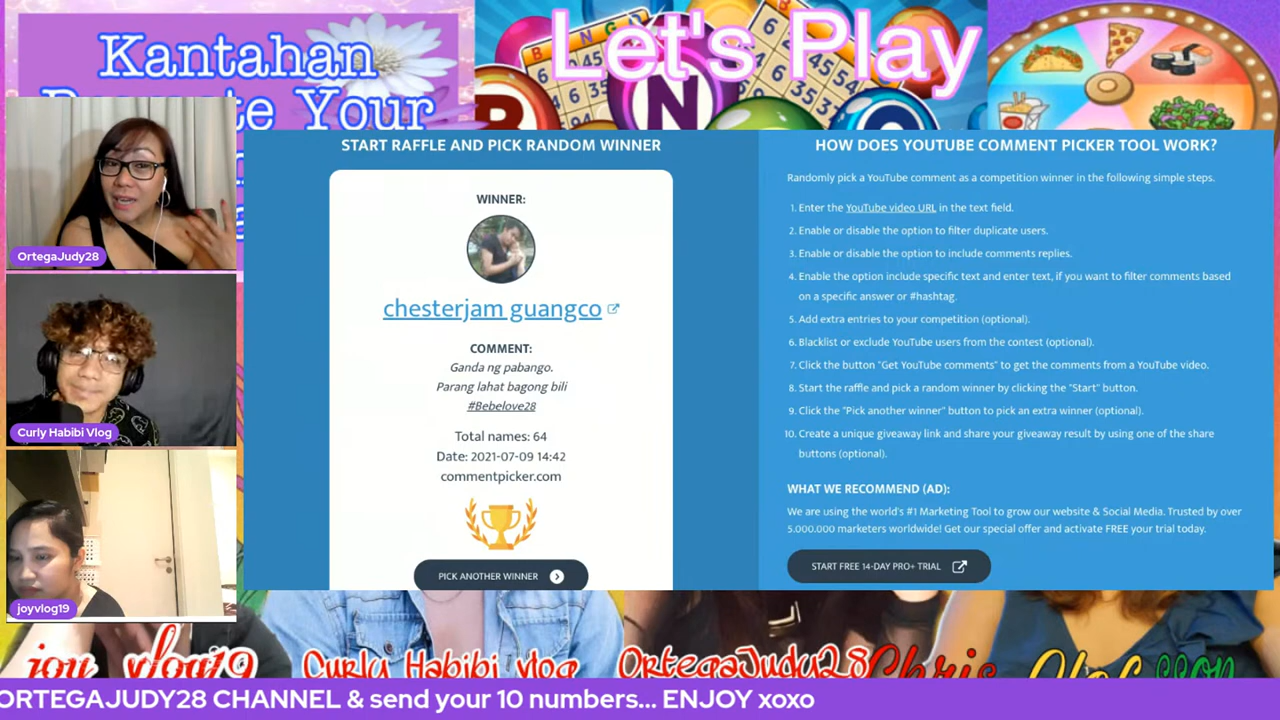 Kantahan
Let's Play
OrtegaJudy28
Curly Habibi Vlog
joyvlog19
START RAFFLE AND PICK RANDOM WINNER
WINNER:
chesterjam guangco
COMMENT:
Ganda ng pabango.
Parang lahat bagong bili
#Bebelove28
Total names: 64
Date: 2021-07-09 14:42
commentpicker.com
PICK ANOTHER WINNER
HOW DOES YOUTUBE COMMENT PICKER TOOL WORK?
Randomly pick a YouTube comment as a competition winner in the following simple steps.
1. Enter the YouTube video URL in the text field.
2. Enable or disable the option to filter duplicate users.
3. Enable or disable the option to include comments replies.
4. Enable the option include specific text and enter text, if you want to filter comments based
on a specific answer or #hashtag.
5. Add extra entries to your competition (optional).
6. Blacklist or exclude YouTube users from the contest (optional).
7. Click the button "Get YouTube comments" to get the comments from a YouTube video.
8. Start the raffle and pick a random winner by clicking the "Start" button.
9. Click the "Pick another winner" button to pick an extra winner (optional).
10. Create a unique giveaway link and share your giveaway result by using one of the share
buttons (optional).
WHAT WE RECOMMEND (AD):
We are using the world's #1 Marketing Tool to grow our website & Social Media. Trusted by over
5.000.000 marketers worldwide! Get our special offer and activate FREE your trial today.
START FREE 14-DAY PRO+ TRIAL
joy vlog19
Curly Habibi vlog
OrtegaJudy28
Chris
ORTEGAJUDY28 CHANNEL & send your 10 numbers... ENJOY xoxo